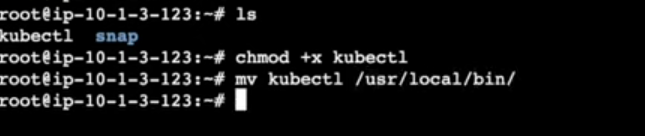 root@ip-10-1-3-123:~# ls
kubectl  snap
root@ip-10-1-3-123:~# chmod +x kubectl
root@ip-10-1-3-123:~# mv kubectl /usr/local/bin/
root@ip-10-1-3-123:~#